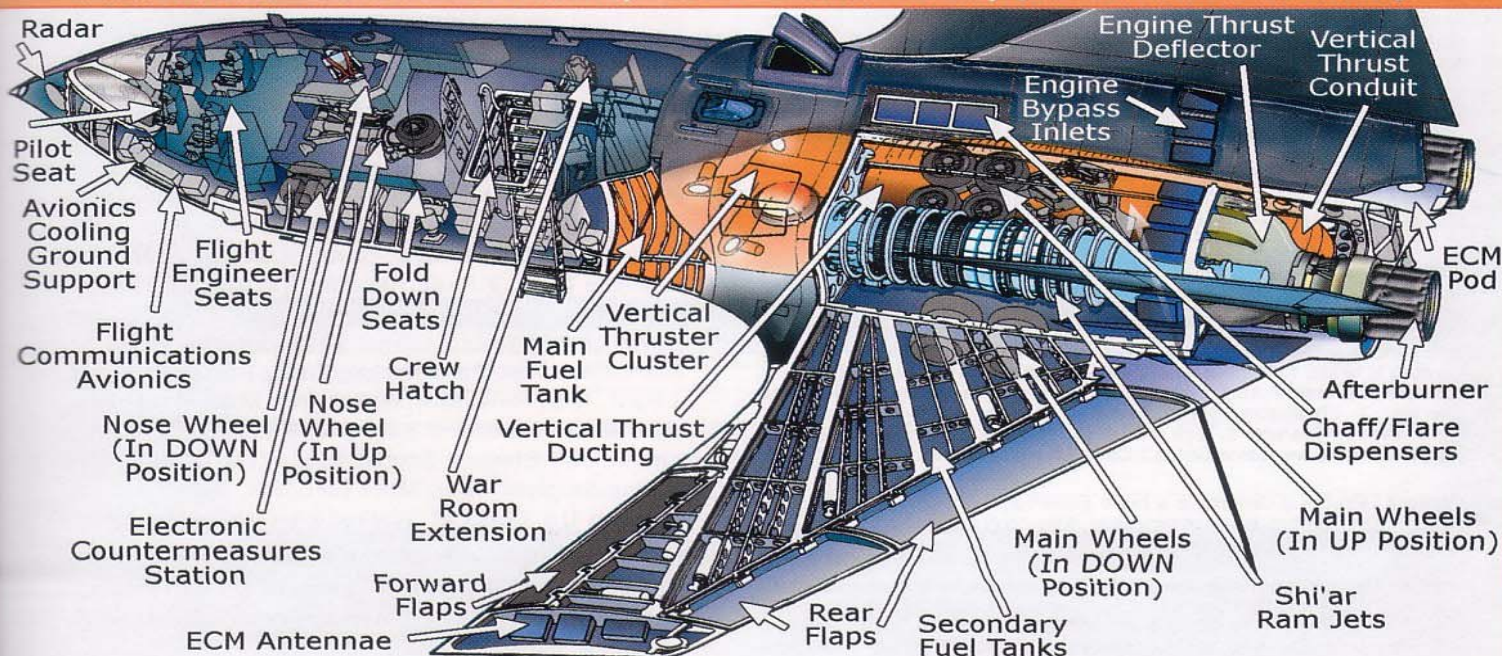 Radar
Pilot
Seat
Avionics
Cooling
Ground
Support
Flight
Engineer
Seats
Flight
Communications
Avionics
Nose Wheel
(In DOWN
Position)
Nose
Wheel
(In Up
Position)
Electronic
Countermeasures
Station
Fold
Down
Seats
Crew
Hatch
War
Room
Extension
Main
Fuel
Tank
Vertical
Thruster
Cluster
Vertical Thrust
Ducting
Forward
Flaps
ECM Antennae
Rear
Flaps
Secondary
Fuel Tanks
Main Wheels
(In DOWN
Position)
Shi'ar
Ram Jets
Main Wheels
(In UP Position)
Chaff/Flare
Dispensers
Afterburner
ECM
Pod
Engine Thrust
Deflector
Vertical
Thrust
Conduit
Engine
Bypass
Inlets